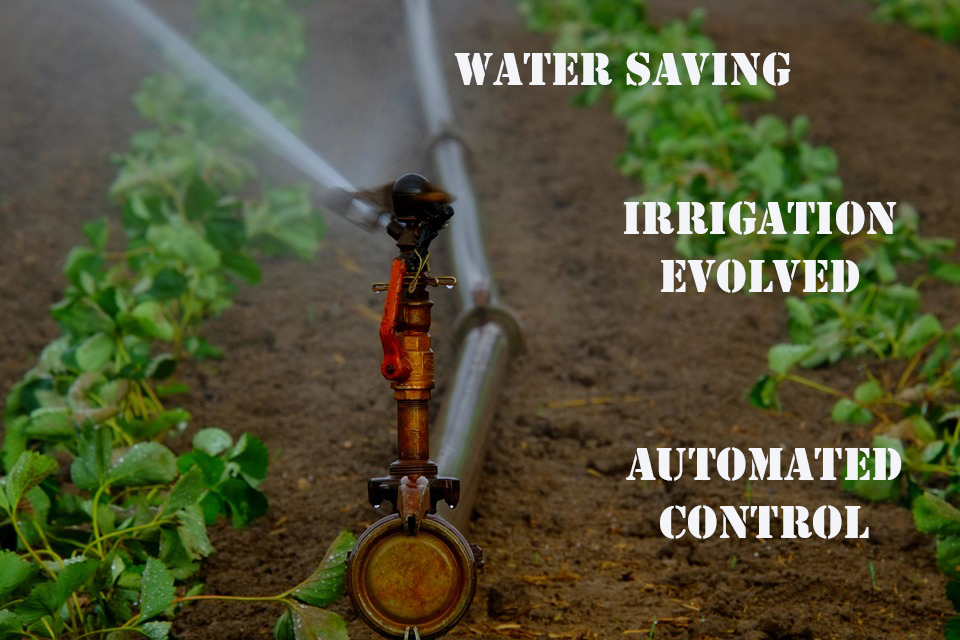 WATER SAVING
IRRIGATION
EVOLVED
AUTOMATED
CONTROL